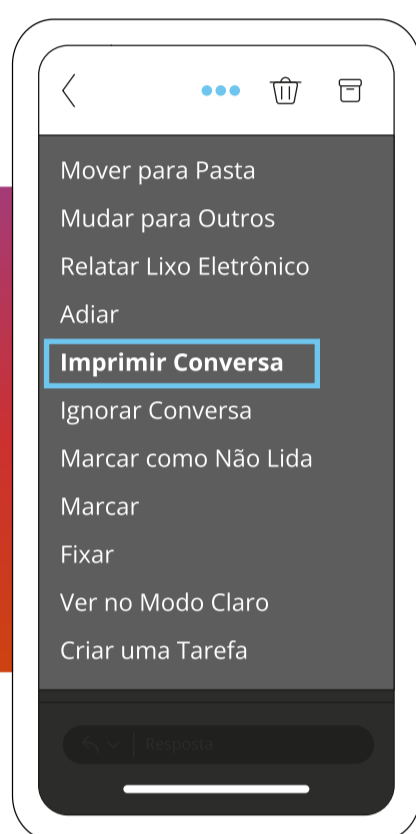 Mover para Pasta
Mudar para Outros
Relatar Lixo Eletrônico
Adiar
Imprimir Conversa
Ignorar Conversa
Marcar como Não Lida
Marcar
Fixar
Ver no Modo Claro
Criar uma Tarefa
Resposta